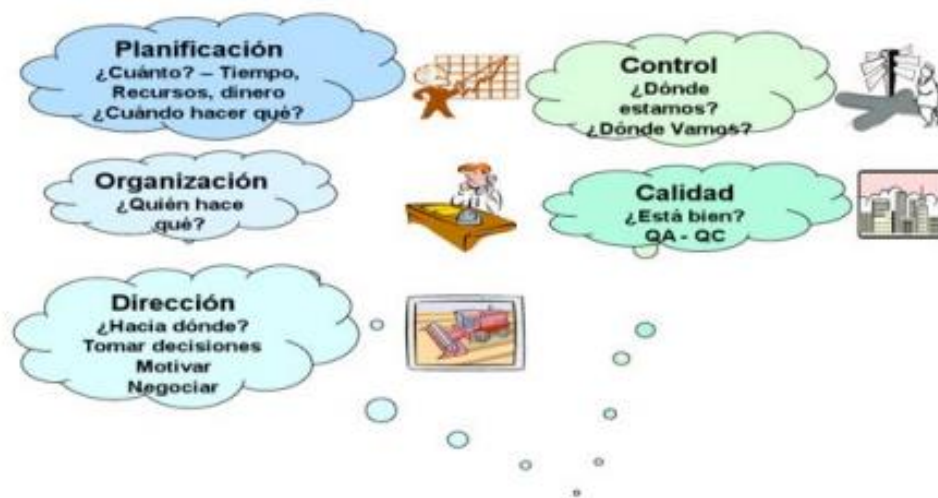 Planificación
¿Cuánto? – Tiempo,
Recursos, dinero
¿Cuándo hacer qué?
Organización
¿Quién hace
qué?
Dirección
¿Hacia dónde?
Tomar decisiones
Motivar
Negociar
Control
¿Dónde
estamos?
¿Dónde Vamos?
Calidad
¿Está bien?
QA - QC